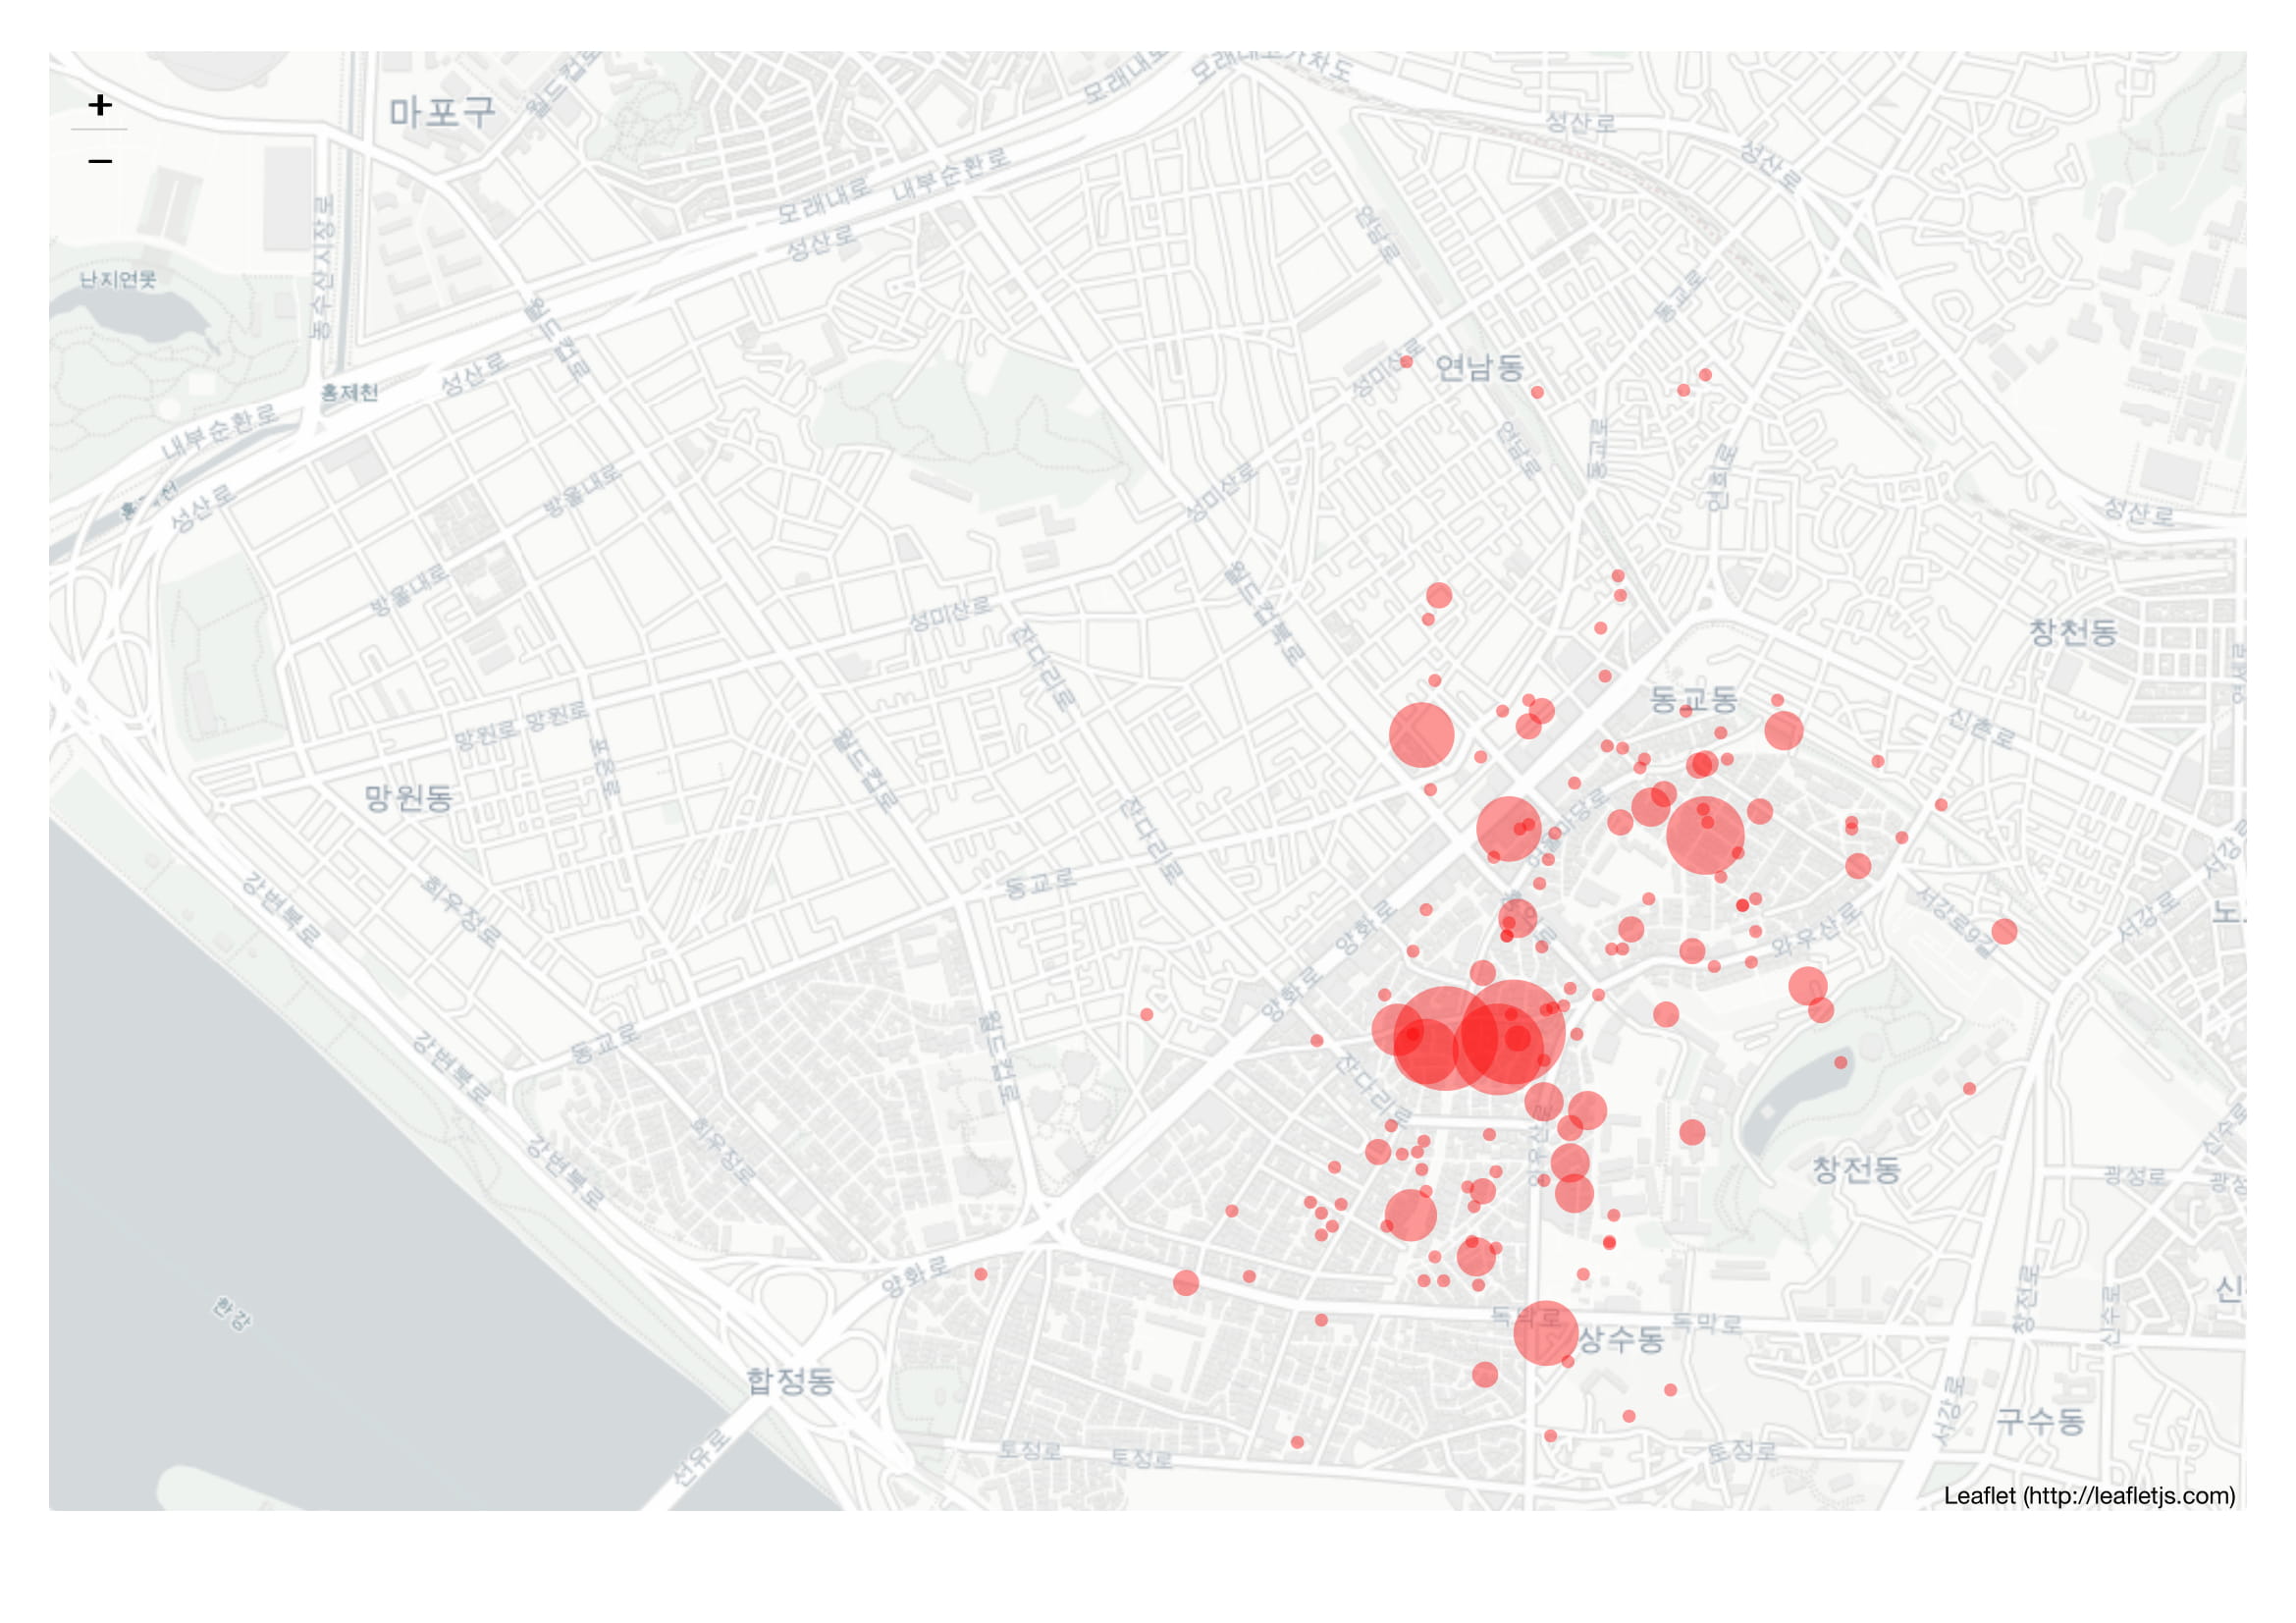 +
−
마포구
월드컵로
모래내로
모래내고가차도
성산로
성산로
내부순환로
모래내로
성산로
농수산시장로
난지연못
연남로
동교로
월드컵로
홍제천
성산로
내부순환로
성미산로
연남동
연남로
동교로
연희로
성산로
방울내로
성미산로
성산로
방울내로
성미산로
월드컵북로
잔다리로
창천동
동교동
신촌로
망원로 망원로
포은로
월드컵로
망원동
잔다리로
동교로
희우정로
강변북로
양화로
와우산로
서강로9길
서강로
서강로
양화로
월드컵로
동교로
강변북로
잔다리로
희우정로
강변북로
와우산로
창전동
광성로
신수로
양화로
한강
독막로
상수동
독막로
창전로
신수로
합정동
서강로
구수동
선유로
토정로
토정로
토정로
Leaflet (http://leafletjs.com)